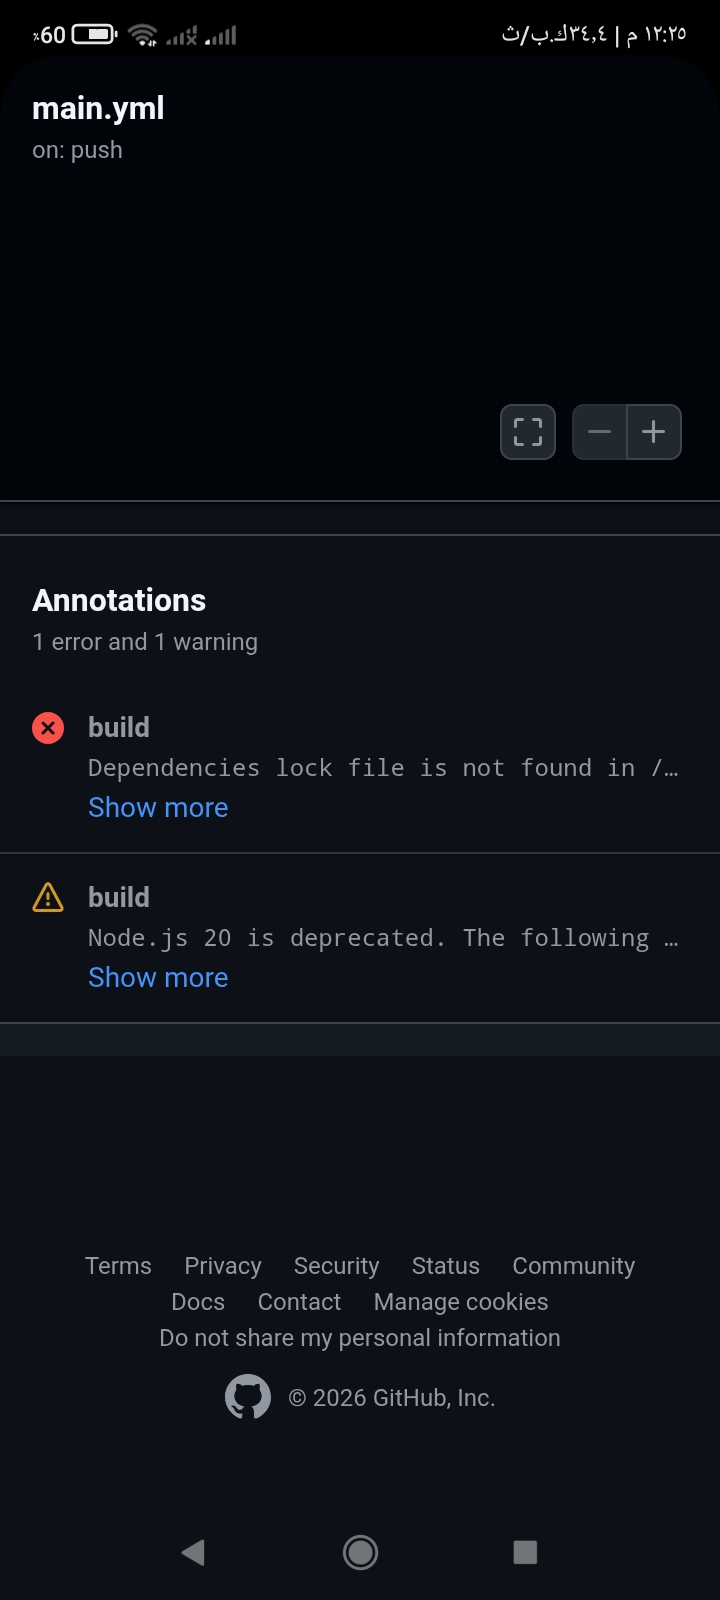 ٪60
١٢:٢٥ م | ٣٤,٤ك.ب/ث
main.yml
on: push
Annotations
1 error and 1 warning
build
Dependencies lock file is not found in /…
Show more
build
Node.js 20 is deprecated. The following …
Show more
Terms Privacy Security Status Community
Docs Contact Manage cookies
Do not share my personal information
© 2026 GitHub, Inc.